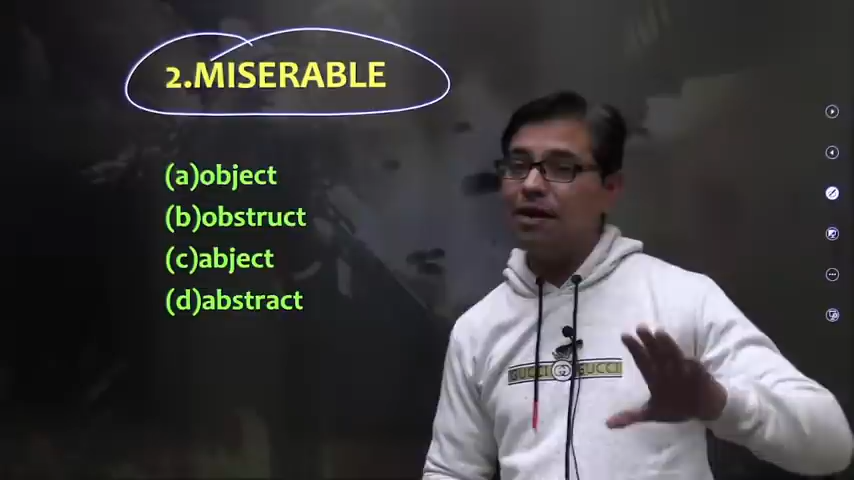 2.MISERABLE
(a)object
(b)obstruct
(c)abject
(d)abstract
GUCCI GUCCI